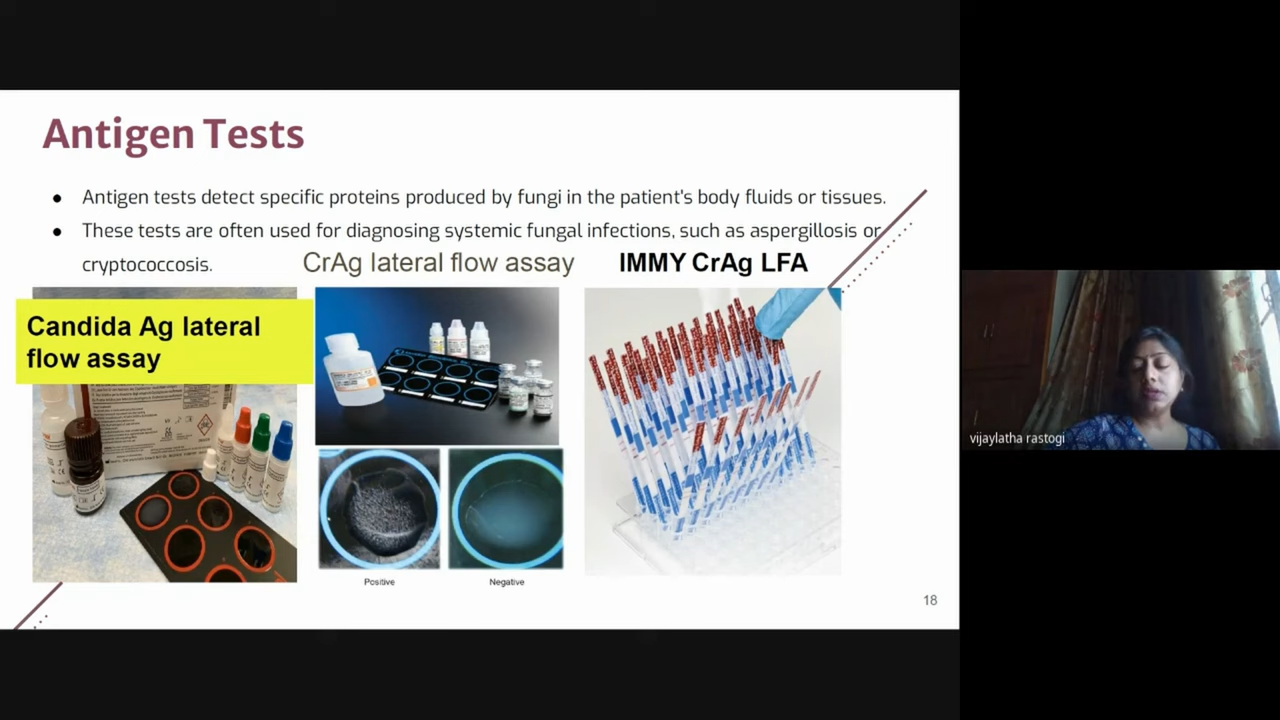 Antigen Tests
● Antigen tests detect specific proteins produced by fungi in the patient's body fluids or tissues.
● These tests are often used for diagnosing systemic fungal infections, such as aspergillosis or
cryptococcosis.
CrAg lateral flow assay
IMMY CrAg LFA
Candida Ag lateral
flow assay
Positive
Negative
18
vijaylatha rastogi